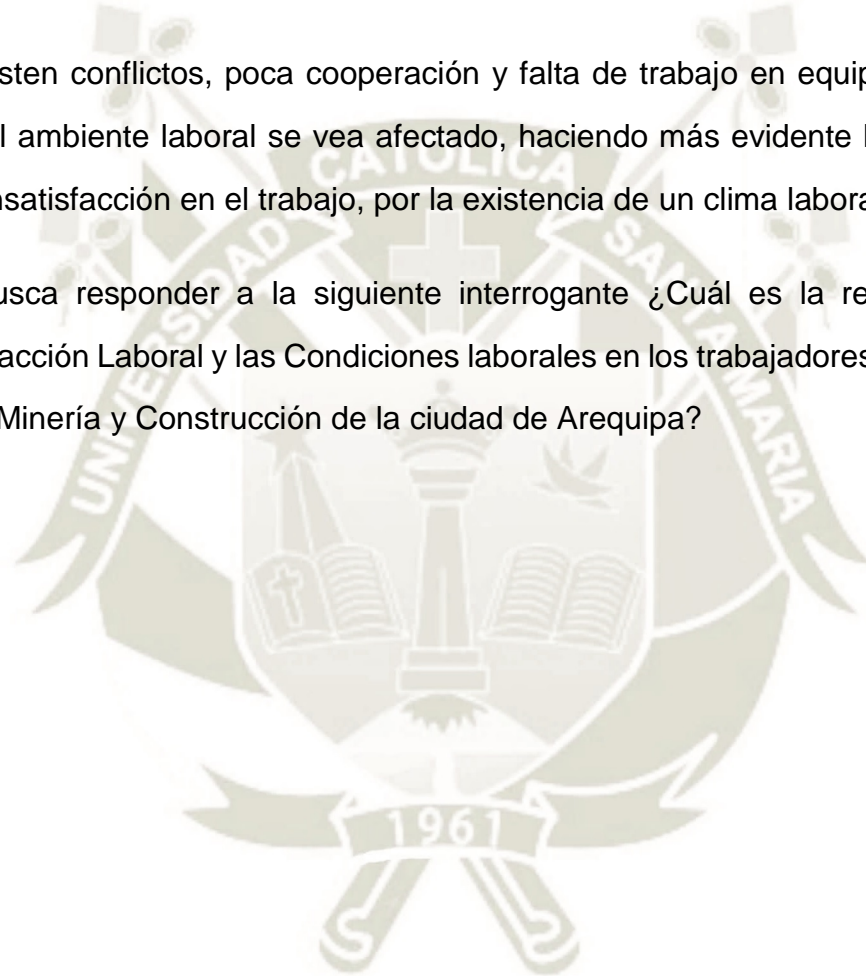 sten conflictos, poca cooperación y falta de trabajo en equip
l ambiente laboral se vea afectado, haciendo más evidente l
nsatisfacción en el trabajo, por la existencia de un clima labora
usca responder a la siguiente interrogante ¿Cuál es la re
acción Laboral y las Condiciones laborales en los trabajadores
Minería y Construcción de la ciudad de Arequipa?
UNIVERSIDAD CATOLICA SANTA MARIA
1961